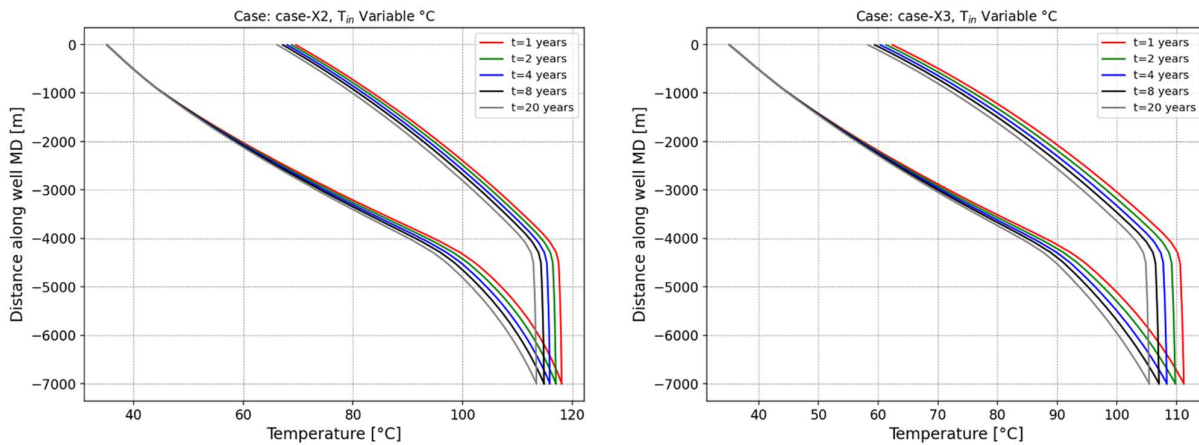 Case: case-X2, Tin Variable °C
Distance along well MD [m]
0
−1000
−2000
−3000
−4000
−5000
−6000
−7000
t=1 years
t=2 years
t=4 years
t=8 years
t=20 years
40 60 80 100 120
Temperature [°C]
Case: case-X3, Tin Variable °C
Distance along well MD [m]
0
−1000
−2000
−3000
−4000
−5000
−6000
−7000
t=1 years
t=2 years
t=4 years
t=8 years
t=20 years
40 50 60 70 80 90 100 110
Temperature [°C]